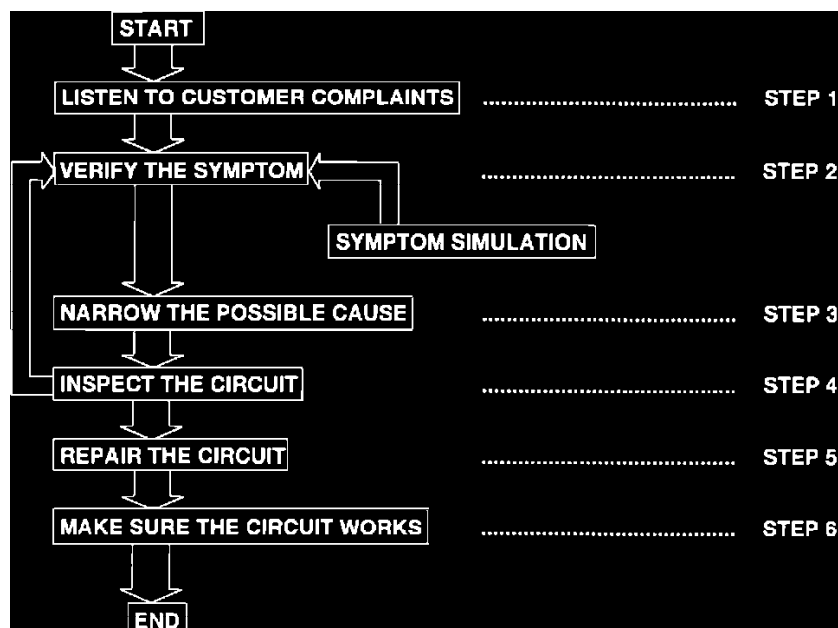 START
LISTEN TO CUSTOMER COMPLAINTS ........................................ STEP 1
VERIFY THE SYMPTOM ........................................ STEP 2
SYMPTOM SIMULATION
NARROW THE POSSIBLE CAUSE ........................................ STEP 3
INSPECT THE CIRCUIT ........................................ STEP 4
REPAIR THE CIRCUIT ........................................ STEP 5
MAKE SURE THE CIRCUIT WORKS ........................................ STEP 6
END